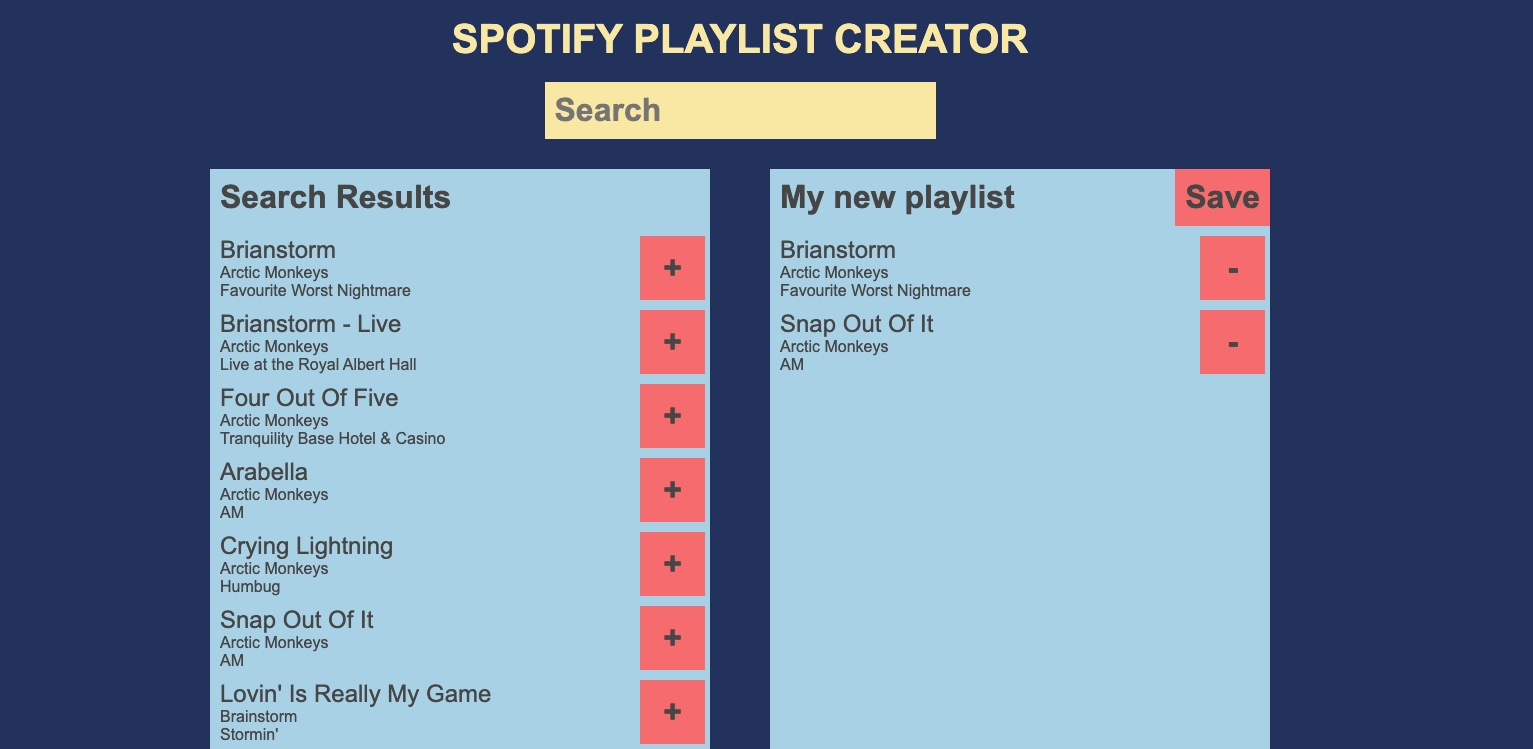 SPOTIFY PLAYLIST CREATOR
Search
Search Results
Brianstorm
Arctic Monkeys
Favourite Worst Nightmare
+
Brianstorm - Live
Arctic Monkeys
Live at the Royal Albert Hall
+
Four Out Of Five
Arctic Monkeys
Tranquility Base Hotel & Casino
+
Arabella
Arctic Monkeys
AM
+
Crying Lightning
Arctic Monkeys
Humbug
+
Snap Out Of It
Arctic Monkeys
AM
+
Lovin' Is Really My Game
Brainstorm
Stormin'
+
My new playlist
Save
Brianstorm
Arctic Monkeys
Favourite Worst Nightmare
-
Snap Out Of It
Arctic Monkeys
AM
-